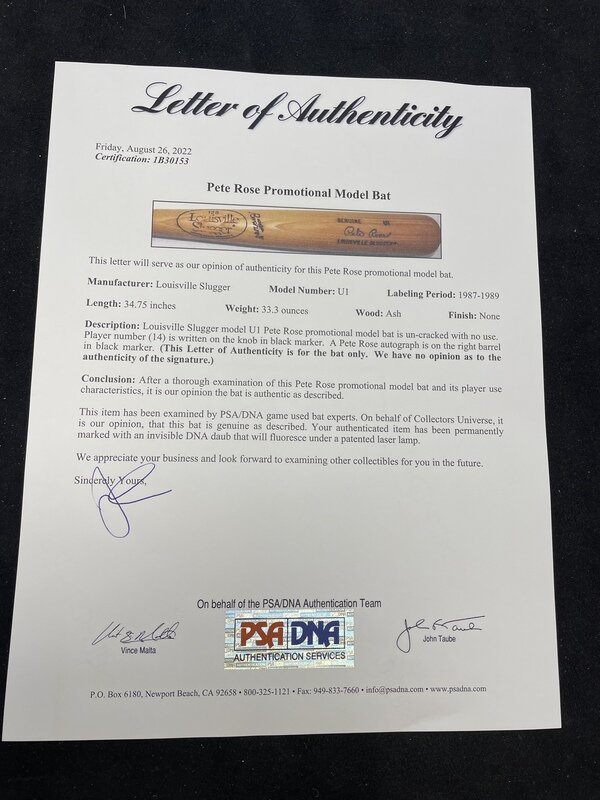 Letter of Authenticity
Friday, August 26, 2022
Certification: 1B30153
Pete Rose Promotional Model Bat
Louisville
Slugger
GENUINE U1
Pete Rose
LOUISVILLE SLUGGER
This letter will serve as our opinion of authenticity for this Pete Rose promotional model bat.
Manufacturer: Louisville Slugger Model Number: U1 Labeling Period: 1987-1989
Length: 34.75 inches Weight: 33.3 ounces Wood: Ash Finish: None
Description: Louisville Slugger model U1 Pete Rose promotional model bat is un-cracked with no use.
Player number (14) is written on the knob in black marker. A Pete Rose autograph is on the right barrel
in black marker. (This Letter of Authenticity is for the bat only. We have no opinion as to the
authenticity of the signature.)
Conclusion: After a thorough examination of this Pete Rose promotional model bat and its player use
characteristics, it is our opinion the bat is authentic as described.
This item has been examined by PSA/DNA game used bat experts. On behalf of Collectors Universe, it
is our opinion, that this bat is genuine as described. Your authenticated item has been permanently
marked with an invisible DNA daub that will fluoresce under a patented laser lamp.
We appreciate your business and look forward to examining other collectibles for you in the future.
Sincerely Yours,
On behalf of the PSA/DNA Authentication Team
PSA DNA
AUTHENTICATION SERVICES
Vince Malta
John Taube
P.O. Box 6180, Newport Beach, CA 92658 • 800-325-1121 • Fax: 949-833-7660 • info@psadna.com • www.psadna.com